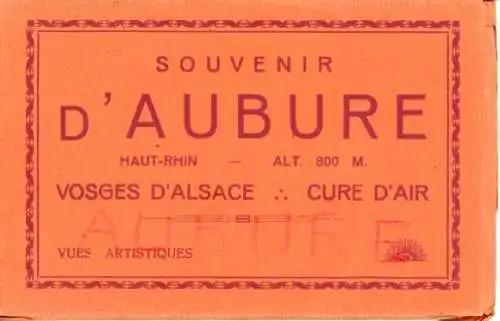 SOUVENIR
D'AUBURE
HAUT-RHIN — ALT. 800 M.
VOSGES D'ALSACE ∴ CURE D'AIR
AUBURE
VUES ARTISTIQUES